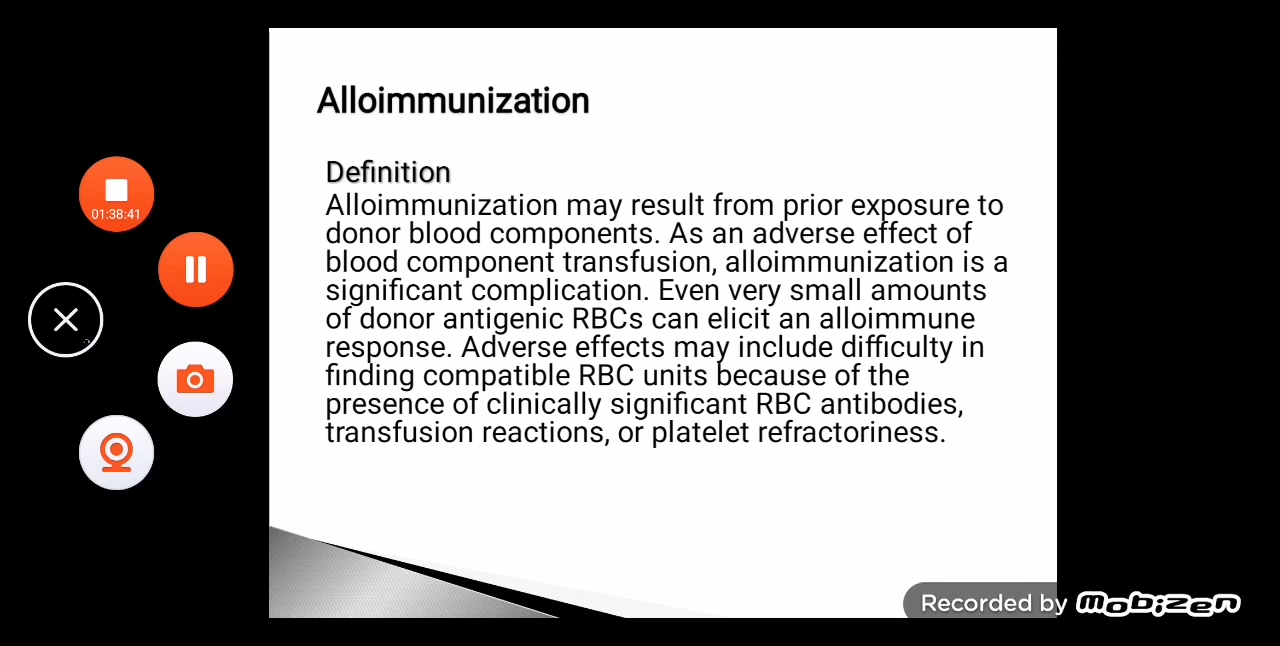 Alloimmunization
Definition
Alloimmunization may result from prior exposure to
donor blood components. As an adverse effect of
blood component transfusion, alloimmunization is a
significant complication. Even very small amounts
of donor antigenic RBCs can elicit an alloimmune
response. Adverse effects may include difficulty in
finding compatible RBC units because of the
presence of clinically significant RBC antibodies,
transfusion reactions, or platelet refractoriness.
01:38:41
Recorded by mobizen